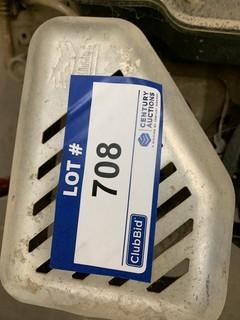 LOT #
708
CENTURY
AUCTIONS
ClubBid